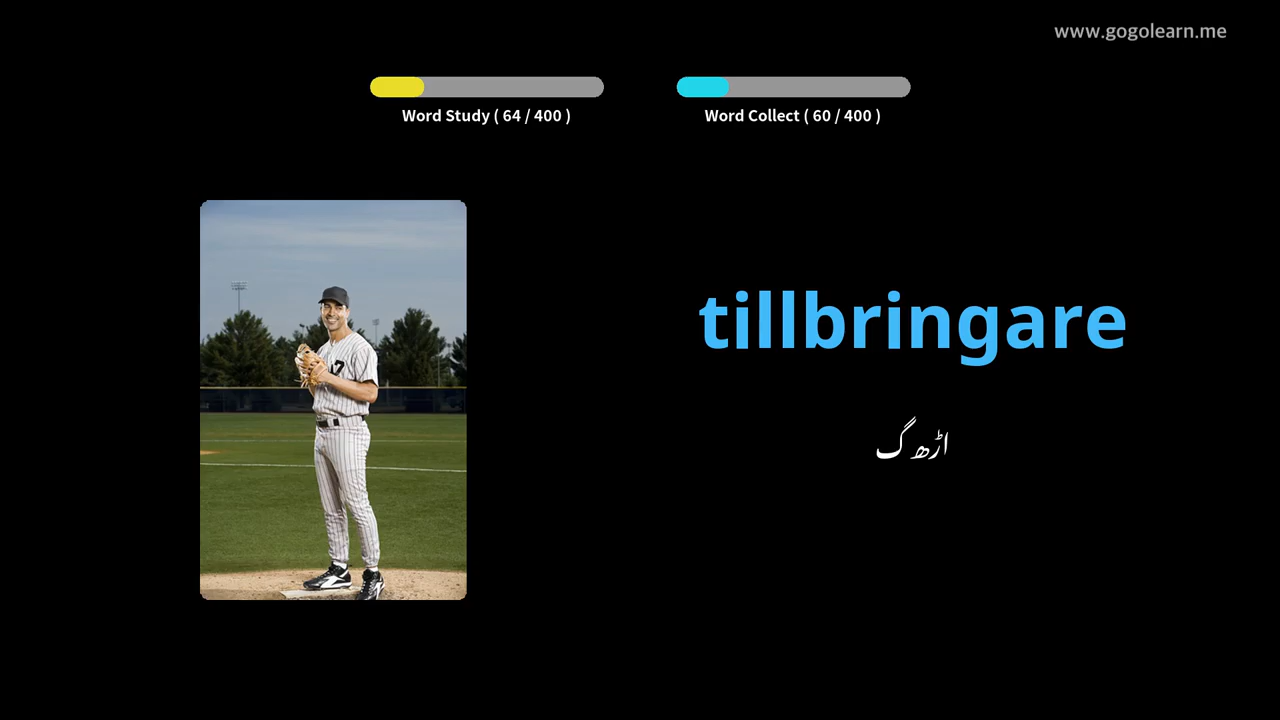 www.gogolearn.me
Word Study ( 64 / 400 )
Word Collect ( 60 / 400 )
tillbringare
اڑھ گ